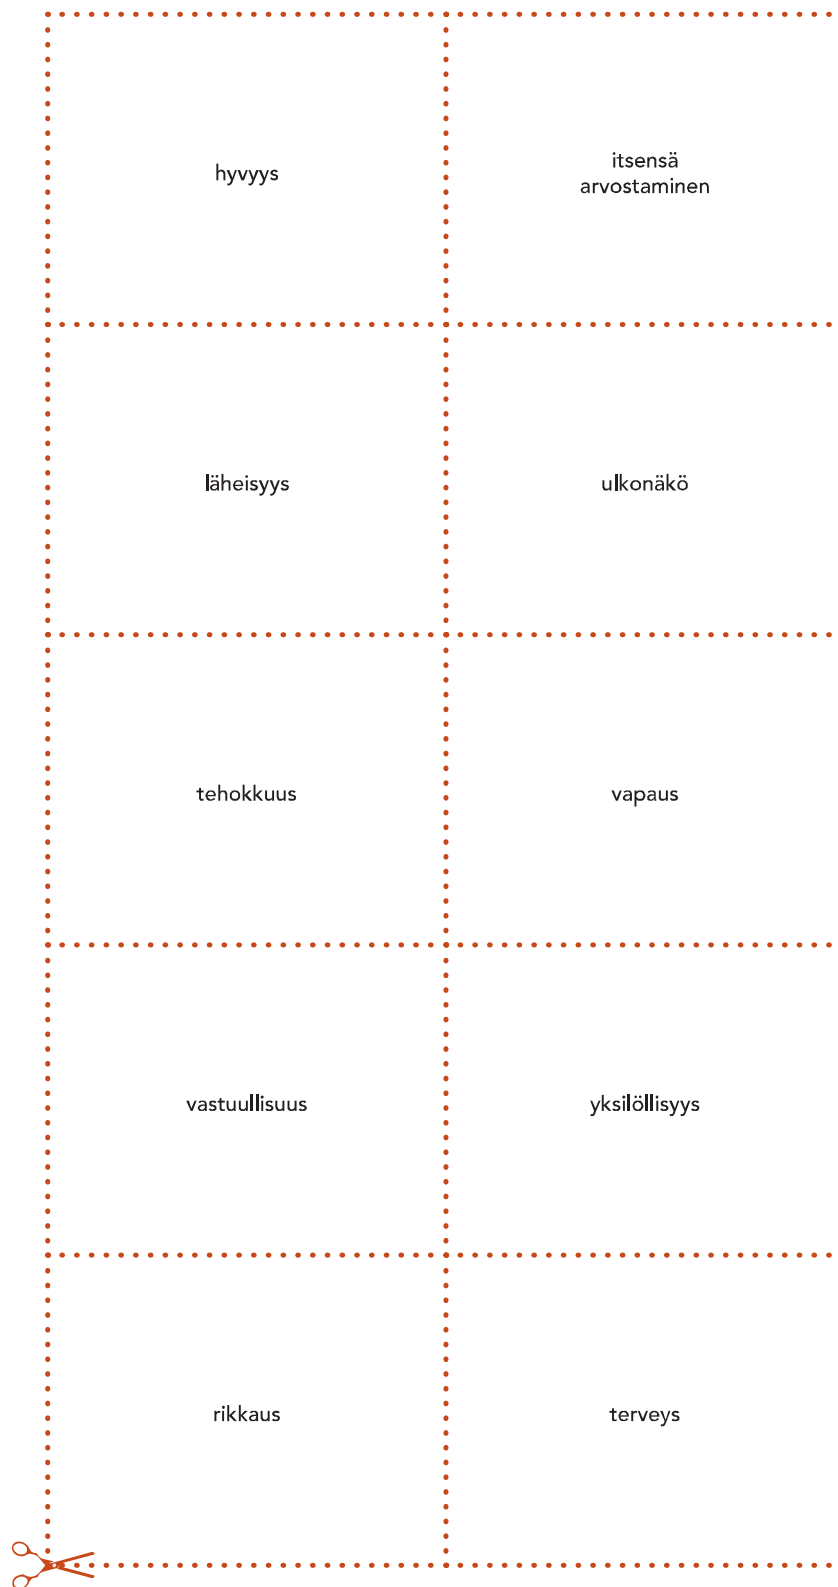 hyvyys
itsensä
arvostaminen
läheisyys
ulkonäkö
tehokkuus
vapaus
vastuullisuus
yksilöllisyys
rikkaus
terveys